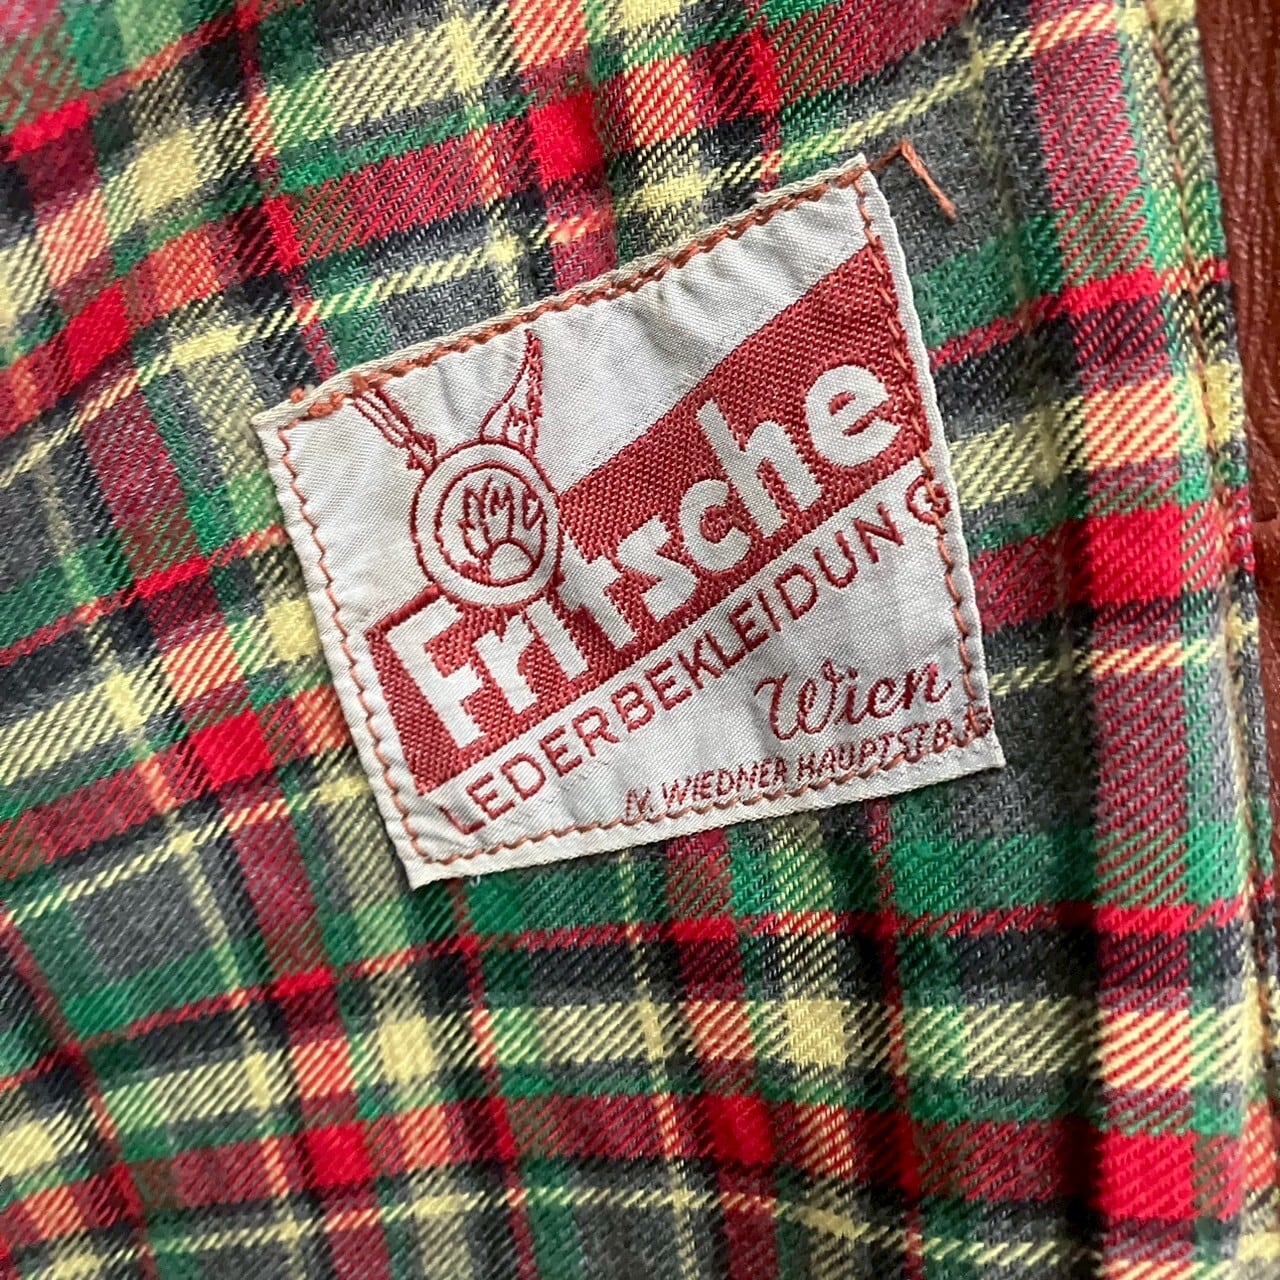 Fritsche
LEDERBEKLEIDUNG
Wien
IV. WIEDNER HAUPTSTR.